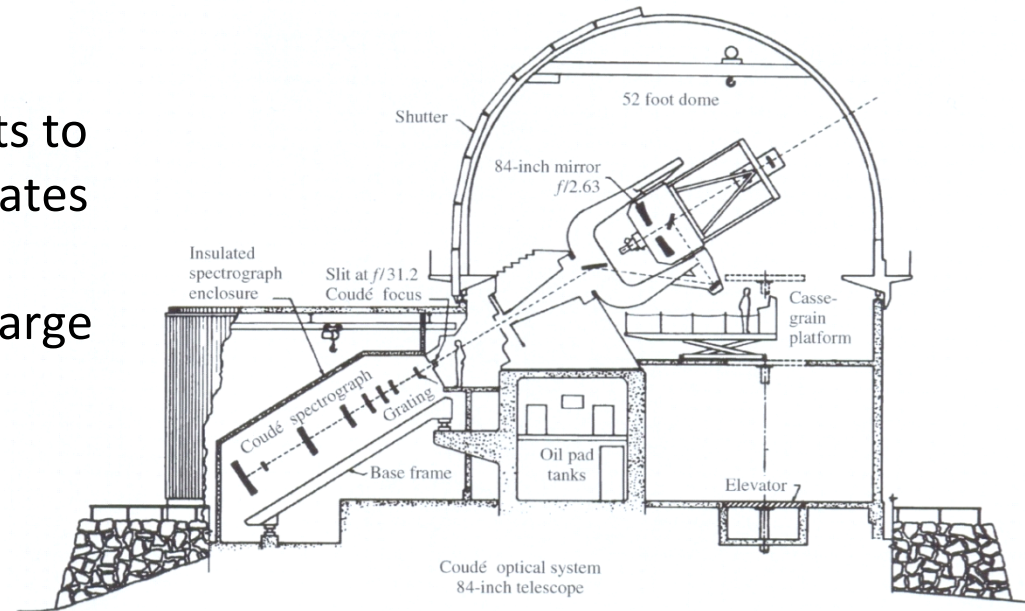 ts to
ates
arge
52 foot dome
Shutter
84-inch mirror
f/2.63
Insulated
spectrograph
enclosure
Slit at f/31.2
Coudé focus
Casse-
grain
platform
Coudé spectrograph
Grating
Base frame
Oil pad
tanks
Elevator
Coudé optical system
84-inch telescope